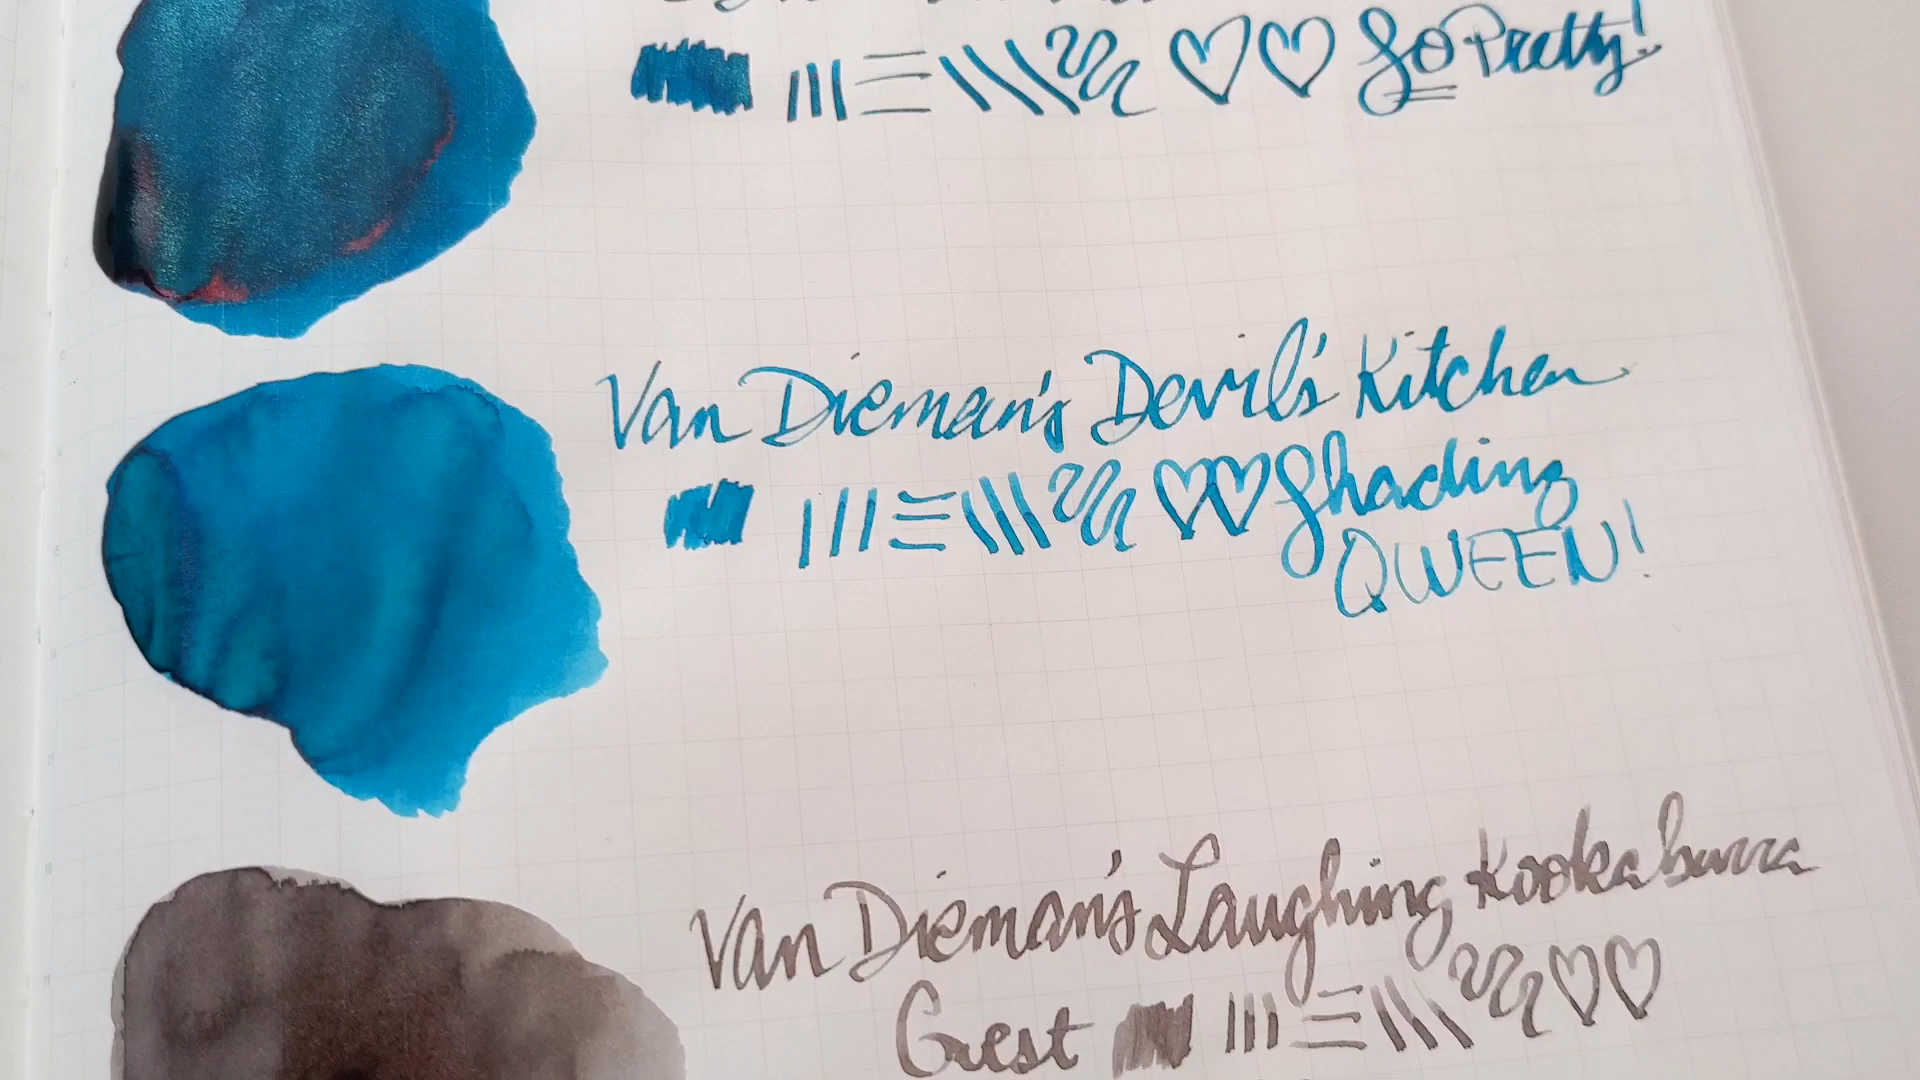 So Pretty!
Van Dieman's Devil's Kitchen
Shading
QWEEN!
Van Dieman's Laughing Kookaburra
Crest